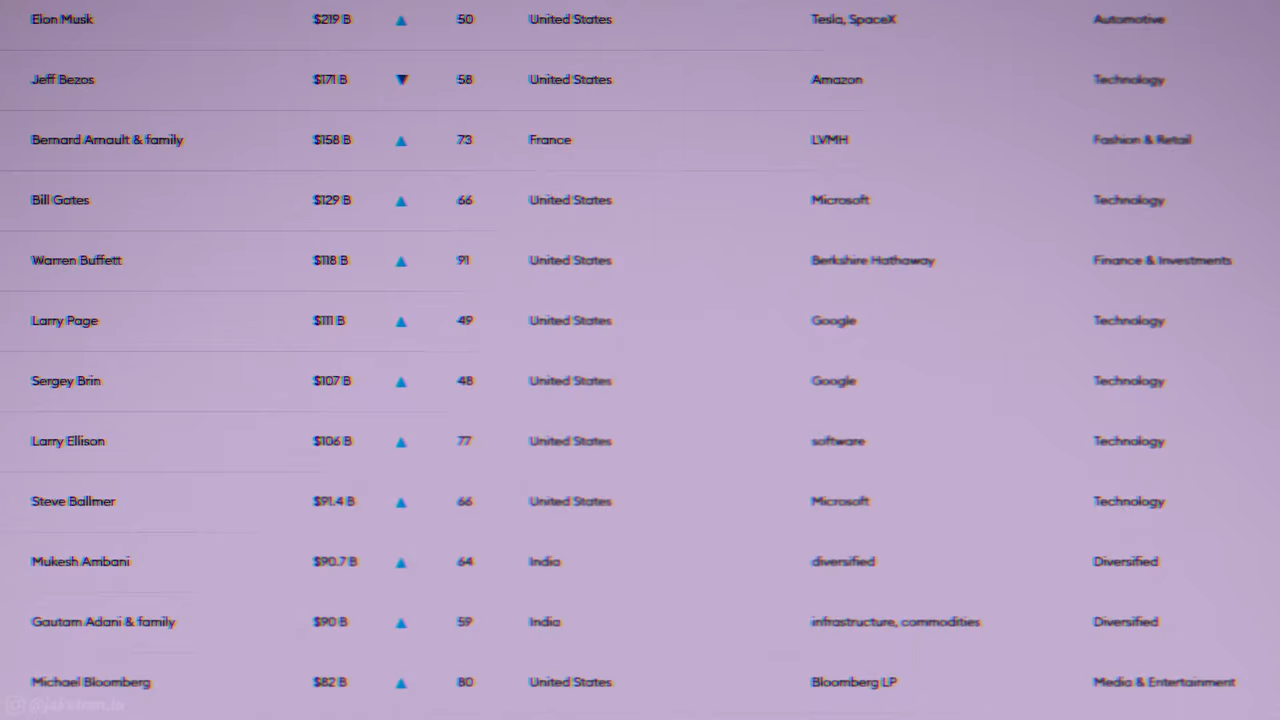 Elon Musk $219 B ▲ 50 United States Tesla, SpaceX Automotive
Jeff Bezos $171 B ▼ 58 United States Amazon Technology
Bernard Arnault & family $158 B ▲ 73 France LVMH Fashion & Retail
Bill Gates $129 B ▲ 66 United States Microsoft Technology
Warren Buffett $118 B ▲ 91 United States Berkshire Hathaway Finance & Investments
Larry Page $111 B ▲ 49 United States Google Technology
Sergey Brin $107 B ▲ 48 United States Google Technology
Larry Ellison $106 B ▲ 77 United States software Technology
Steve Ballmer $91.4 B ▲ 66 United States Microsoft Technology
Mukesh Ambani $90.7 B ▲ 64 India diversified Diversified
Gautam Adani & family $90 B ▲ 59 India infrastructure, commodities Diversified
Michael Bloomberg $82 B ▲ 80 United States Bloomberg LP Media & Entertainment